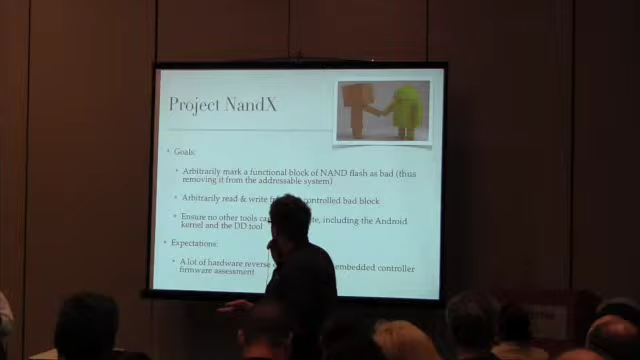 Project NandX
Goals:
Arbitrarily mark a functional block of NAND flash as bad (thus
removing it from the addressable system)
Arbitrarily read & write controlled bad block
Ensure no other tools including the Android
kernel and the DD tool
Expectations:
A lot of hardware reverse embedded controller
firmware assessment